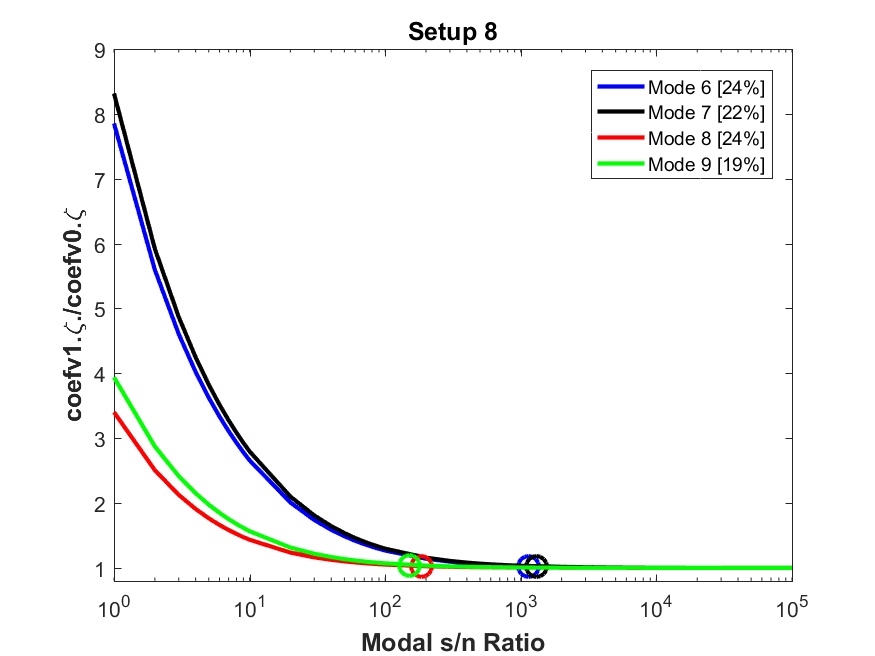 Setup 8
coefv1.ζ./coefv0.ζ
9
8
7
6
5
4
3
2
1
Mode 6 [24%]
Mode 7 [22%]
Mode 8 [24%]
Mode 9 [19%]
10⁰ 10¹ 10² 10³ 10⁴ 10⁵
Modal s/n Ratio